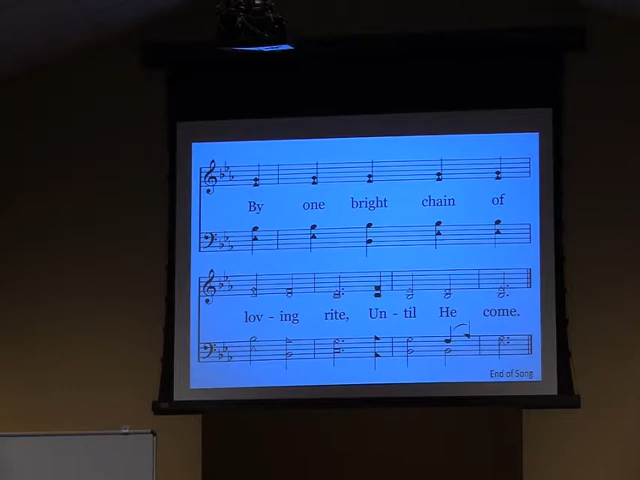 By one bright chain of
lov - ing rite, Un - til He come.
End of Song